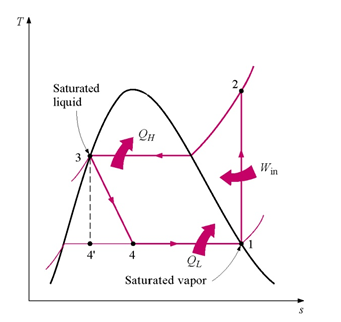 T
Saturated
liquid
2
Q_H
3
W_in
4'
4
Q_L
1
Saturated vapor
s